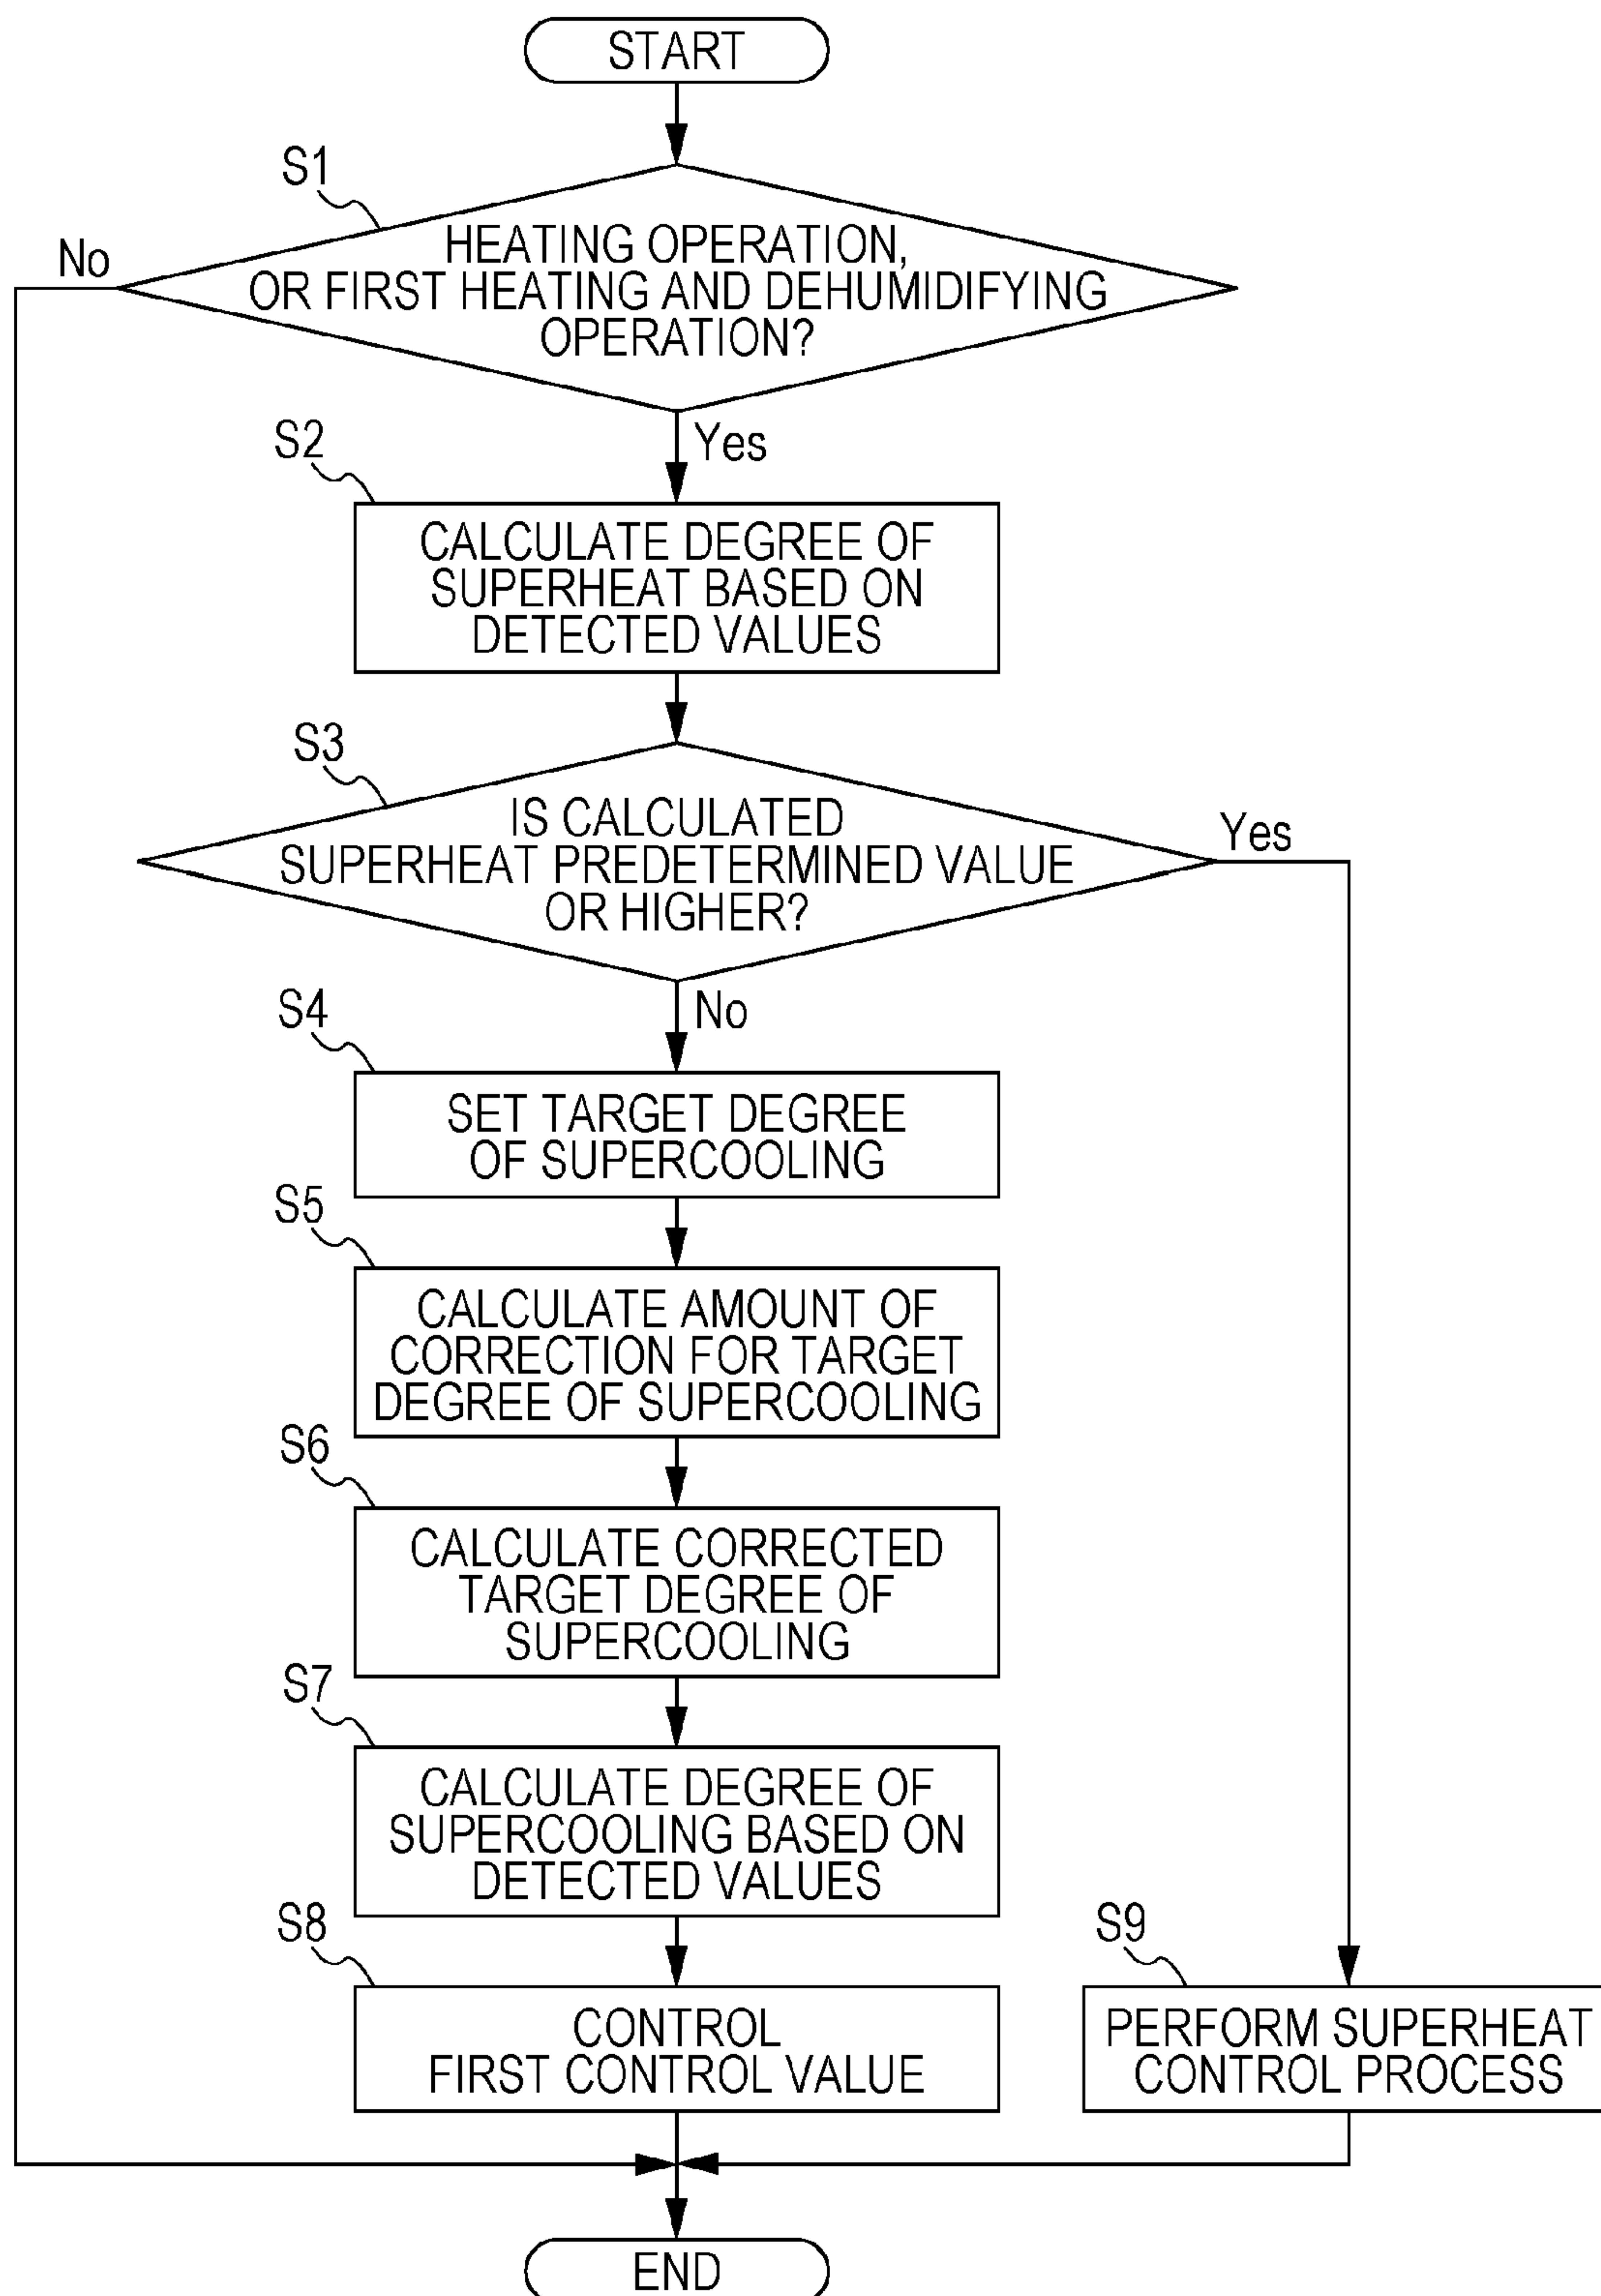 START
S1
No
HEATING OPERATION,
OR FIRST HEATING AND DEHUMIDIFYING
OPERATION?
Yes
S2
CALCULATE DEGREE OF
SUPERHEAT BASED ON
DETECTED VALUES
S3
IS CALCULATED
SUPERHEAT PREDETERMINED VALUE
OR HIGHER?
Yes
No
S4
SET TARGET DEGREE
OF SUPERCOOLING
S5
CALCULATE AMOUNT OF
CORRECTION FOR TARGET
DEGREE OF SUPERCOOLING
S6
CALCULATE CORRECTED
TARGET DEGREE OF
SUPERCOOLING
S7
CALCULATE DEGREE OF
SUPERCOOLING BASED ON
DETECTED VALUES
S8
CONTROL
FIRST CONTROL VALUE
S9
PERFORM SUPERHEAT
CONTROL PROCESS
END